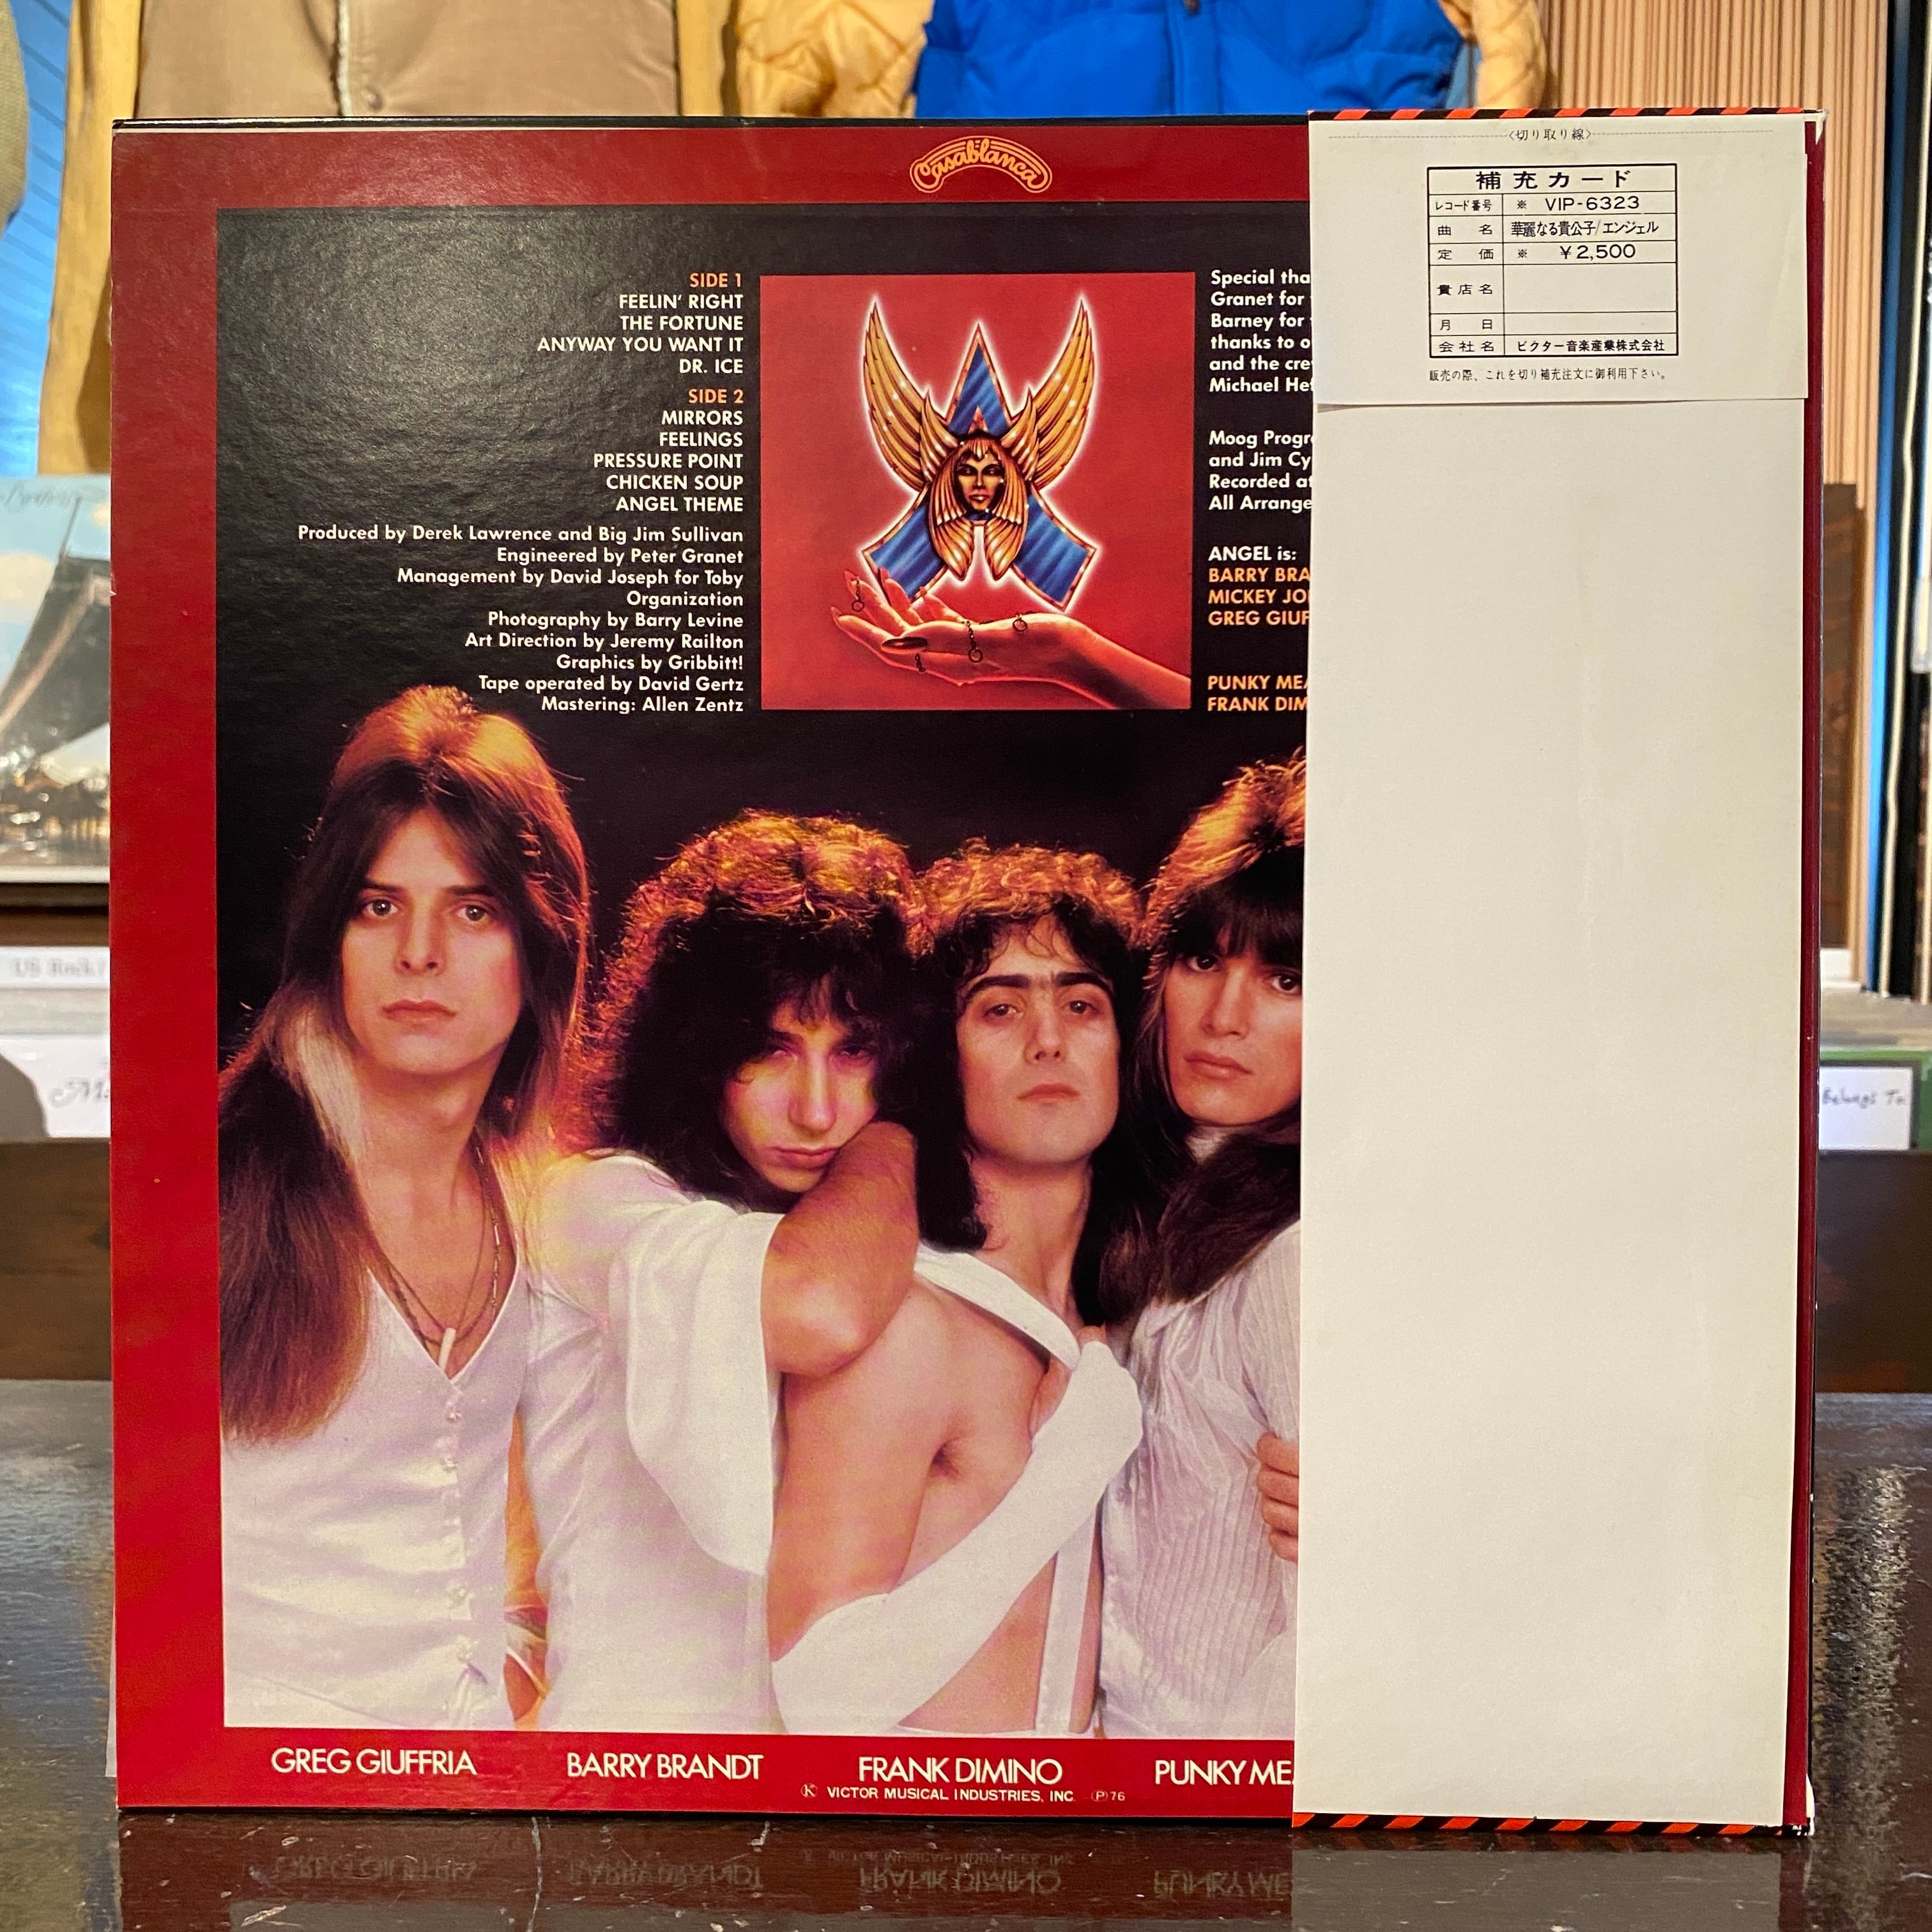 Casablanca
SIDE 1
FEELIN' RIGHT
THE FORTUNE
ANYWAY YOU WANT IT
DR. ICE
SIDE 2
MIRRORS
FEELINGS
PRESSURE POINT
CHICKEN SOUP
ANGEL THEME
Produced by Derek Lawrence and Big Jim Sullivan
Engineered by Peter Granet
Management by David Joseph for Toby
Organization
Photography by Barry Levine
Art Direction by Jeremy Railton
Graphics by Gribbitt!
Tape operated by David Gertz
Mastering: Allen Zentz
Special tha
Granet for
Barney for
thanks to o
and the cre
Michael He
Moog Progr
and Jim Cy
Recorded at
All Arrange
ANGEL is:
BARRY BRA
MICKEY JO
GREG GIUF
PUNKY MEA
FRANK DIM
〈切り取り線〉
補充カード
レコード番号 ※ VIP-6323
曲名 華麗なる貴公子/エンジェル
定価 ※ ¥2,500
貴店名
月日
会社名 ビクター音楽産業株式会社
販売の際、これを切り補充注文に御利用下さい。
GREG GIUFFRIA BARRY BRANDT FRANK DIMINO PUNKY MEA
Ⓚ VICTOR MUSICAL INDUSTRIES, INC. Ⓟ76
US Rock/
Belongs To: